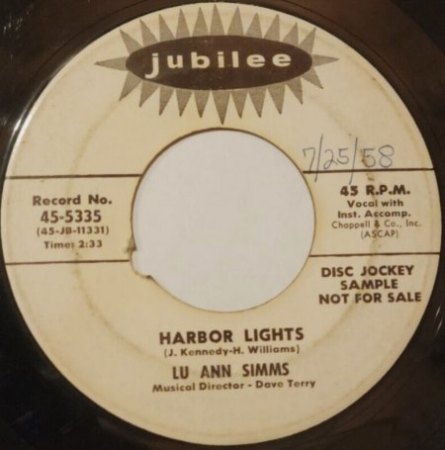 jubilee
7/25/58
Record No.
45-5335
(45-JB-11331)
Time: 2:33
45 R.P.M.
Vocal with
Inst. Accomp.
Chappell & Co., Inc.
(ASCAP)
DISC JOCKEY
SAMPLE
NOT FOR SALE
HARBOR LIGHTS
(J. Kennedy-H. Williams)
LU ANN SIMMS
Musical Director - Dave Terry